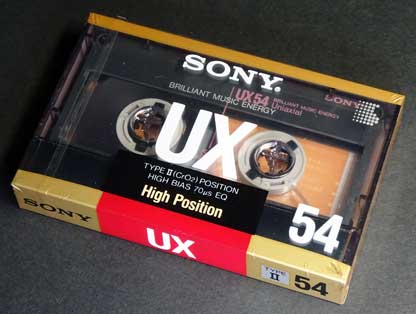 SONY.
BRILLIANT MUSIC ENERGY
UX
TYPE II (CrO2) POSITION
HIGH BIAS 70μs EQ
High Position
54
UX54 BRILLIANT MUSIC ENERGY
Uniaxial
SONY
SONY
UX
TYPE
II
54